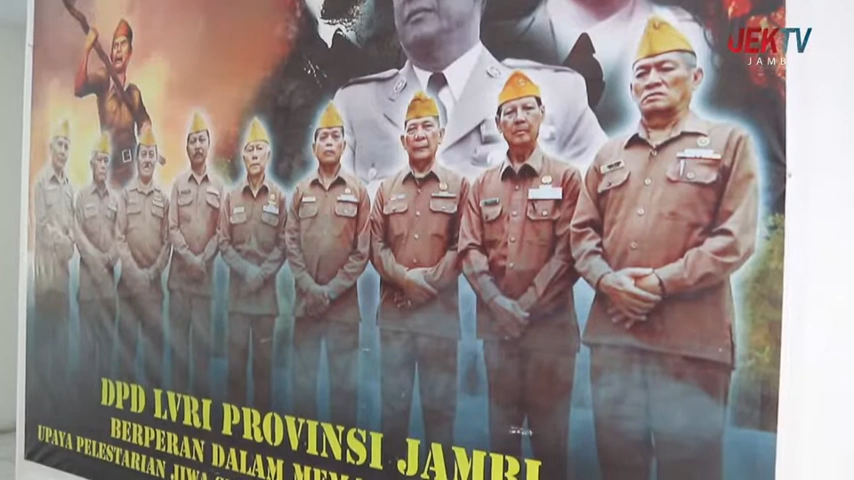 JEKTV
JAMBI
DPD LVRI PROVINSI JAMBI
BERPERAN DALAM
UPAYA PELESTARIAN JIWA